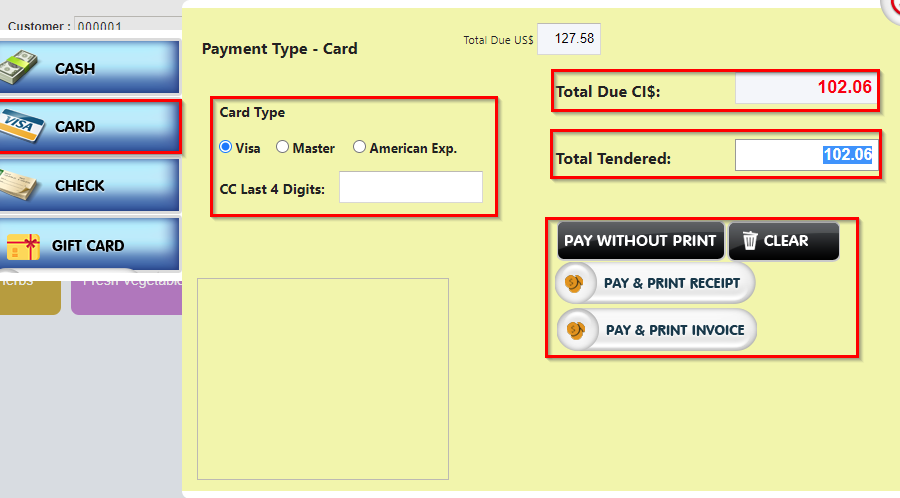 Customer : 000001
CASH
VISA
CARD
CHECK
GIFT CARD
Payment Type - Card
Total Due US$ 127.58
Card Type
Visa Master American Exp.
CC Last 4 Digits:
Total Due CI$: 102.06
Total Tendered: 102.06
PAY WITHOUT PRINT CLEAR
PAY & PRINT RECEIPT
PAY & PRINT INVOICE
Fresh